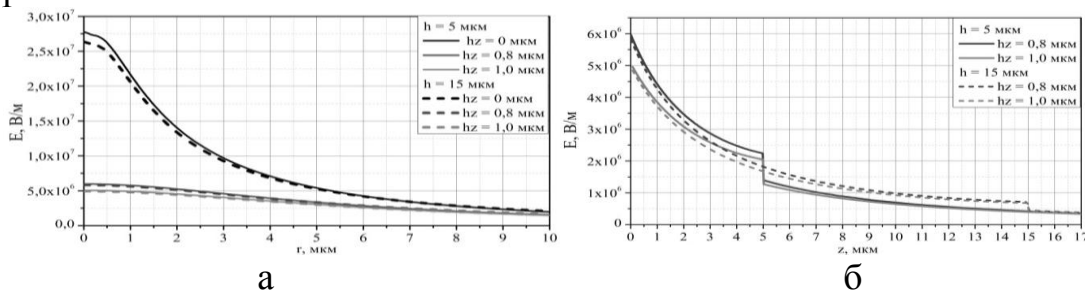 3,0x10⁷
2,5x10⁷
2,0x10⁷
1,5x10⁷
1,0x10⁷
5,0x10⁶
0,0
E, В/м
h = 5 мкм
hz = 0 мкм
hz = 0,8 мкм
hz = 1,0 мкм
h = 15 мкм
hz = 0 мкм
hz = 0,8 мкм
hz = 1,0 мкм
0 1 2 3 4 5 6 7 8 9 10
r, мкм
а
6x10⁶
5x10⁶
4x10⁶
3x10⁶
2x10⁶
1x10⁶
0
E, В/м
h = 5 мкм
hz = 0,8 мкм
hz = 1,0 мкм
h = 15 мкм
hz = 0,8 мкм
hz = 1,0 мкм
0 1 2 3 4 5 6 7 8 9 10 11 12 13 14 15 16 17
z, мкм
б